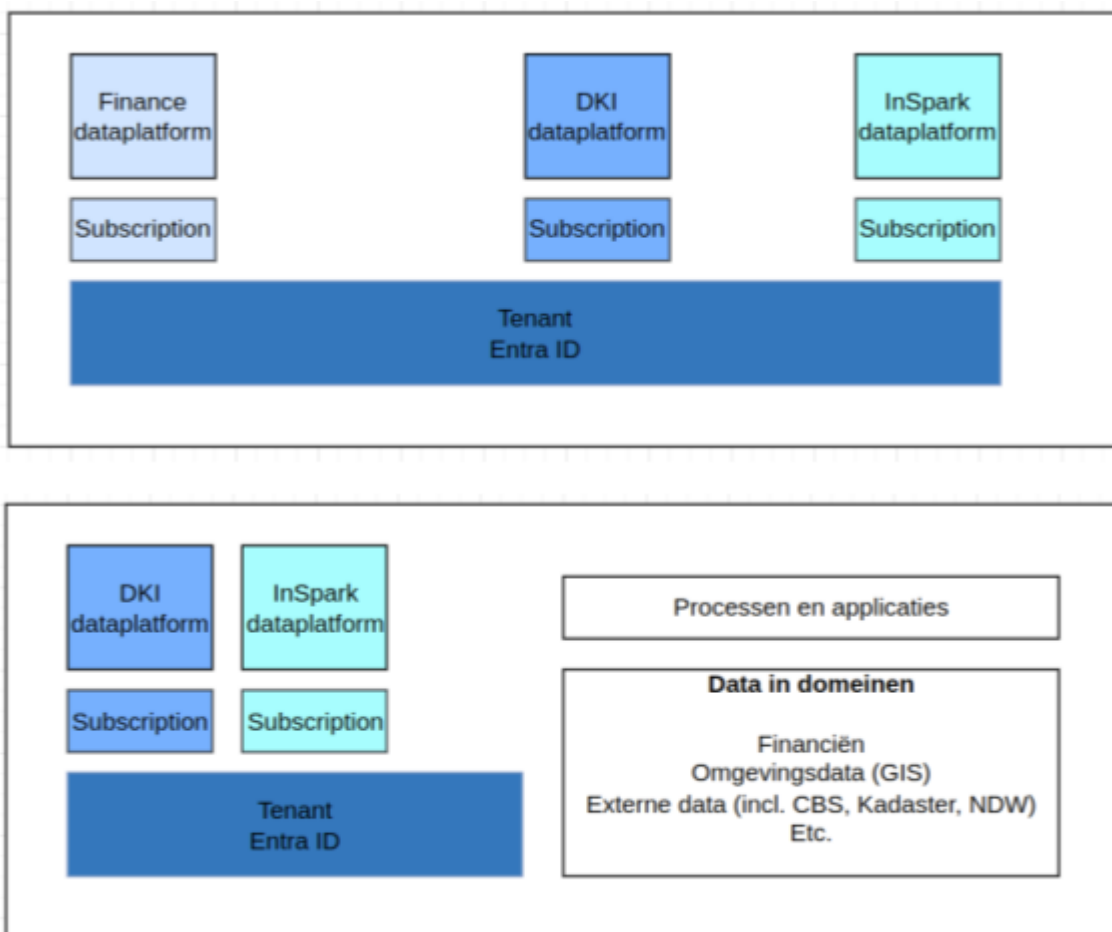 Finance
dataplatform
DKI
dataplatform
InSpark
dataplatform
Subscription
Subscription
Subscription
Tenant
Entra ID
DKI
dataplatform
InSpark
dataplatform
Subscription
Subscription
Tenant
Entra ID
Processen en applicaties
Data in domeinen
Financiën
Omgevingsdata (GIS)
Externe data (incl. CBS, Kadaster, NDW)
Etc.